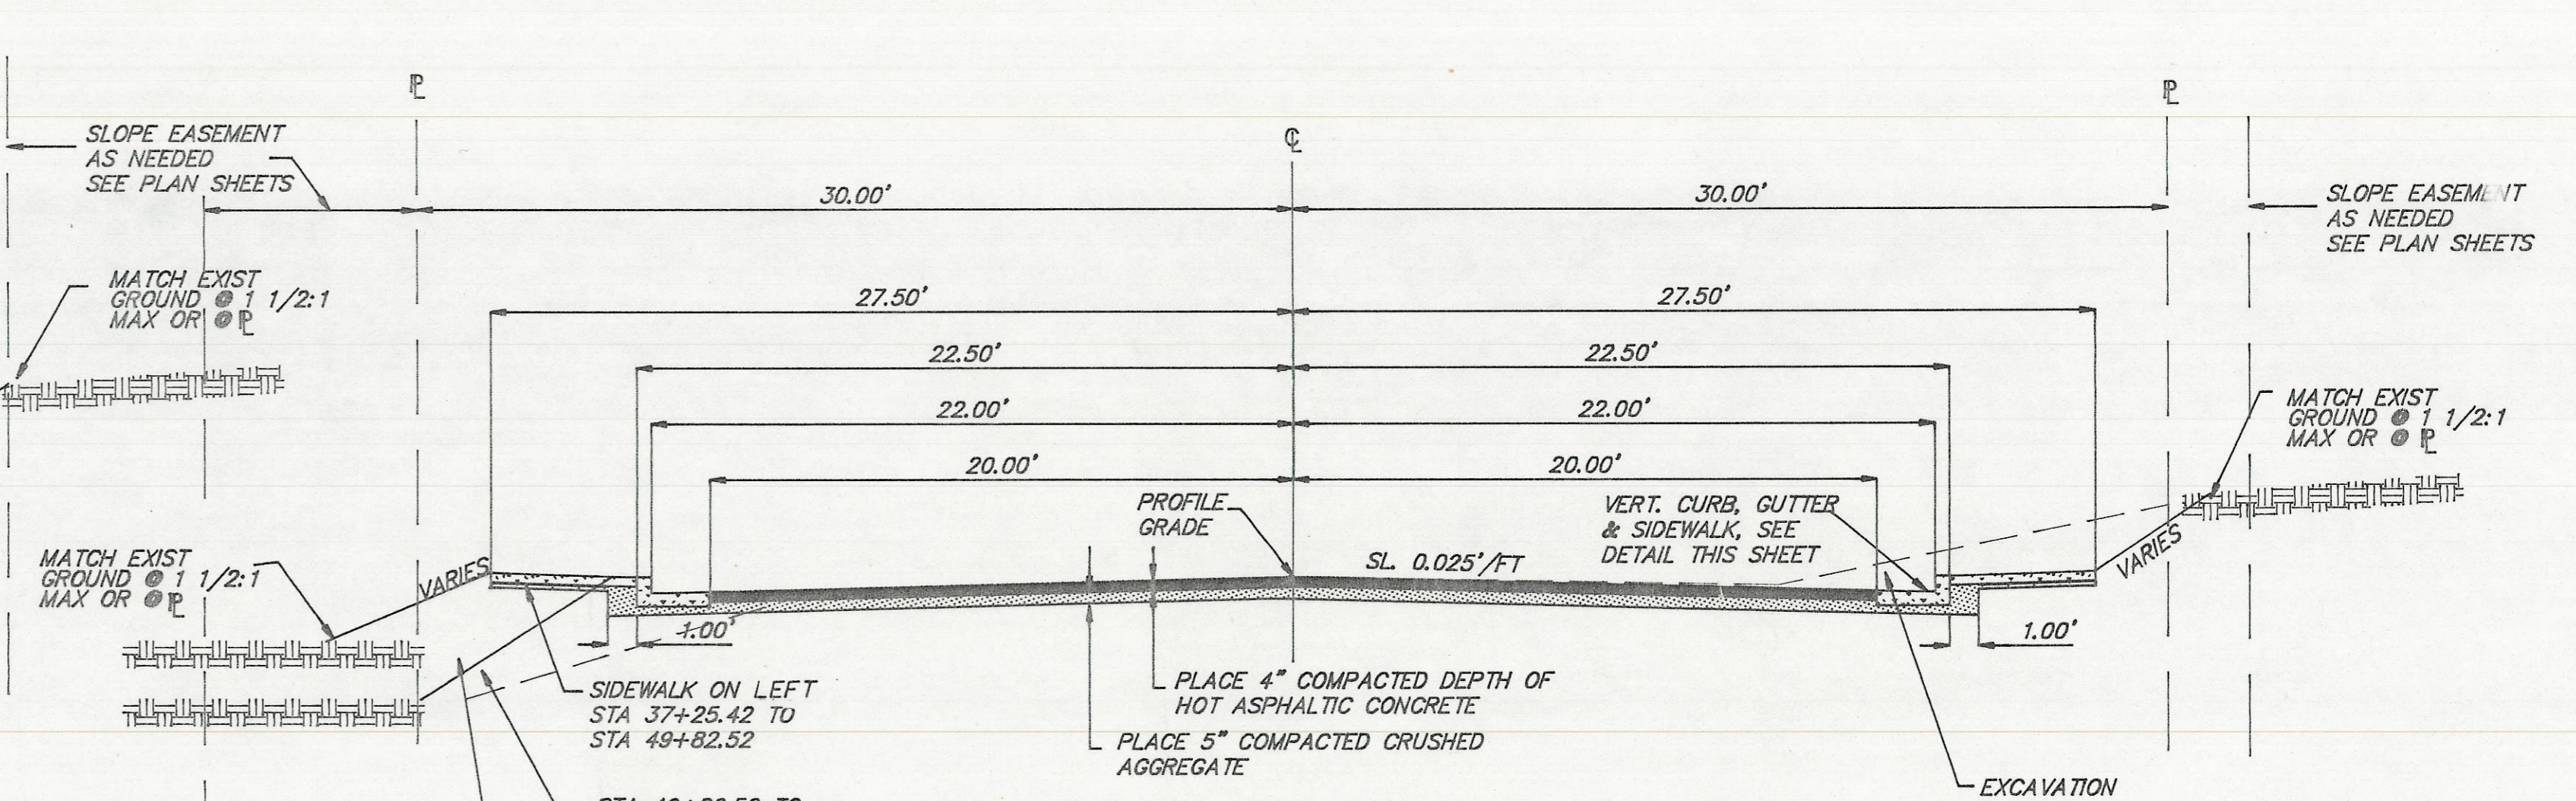 ℄
SLOPE EASEMENT
AS NEEDED
SEE PLAN SHEETS
30.00'
30.00'
SLOPE EASEMENT
AS NEEDED
SEE PLAN SHEETS
MATCH EXIST
GROUND @ 1 1/2:1
MAX OR @ PL
27.50'
27.50'
22.50'
22.50'
22.00'
22.00'
MATCH EXIST
GROUND @ 1 1/2:1
MAX OR @ PL
20.00'
20.00'
PROFILE
GRADE
VERT. CURB, GUTTER
& SIDEWALK, SEE
DETAIL THIS SHEET
SL. 0.025'/FT
MATCH EXIST
GROUND @ 1 1/2:1
MAX OR @ PL
VARIES
VARIES
1.00'
1.00'
SIDEWALK ON LEFT
STA 37+25.42 TO
STA 49+82.52
PLACE 4" COMPACTED DEPTH OF
HOT ASPHALTIC CONCRETE
PLACE 5" COMPACTED CRUSHED
AGGREGATE
EXCAVATION
PL
PL